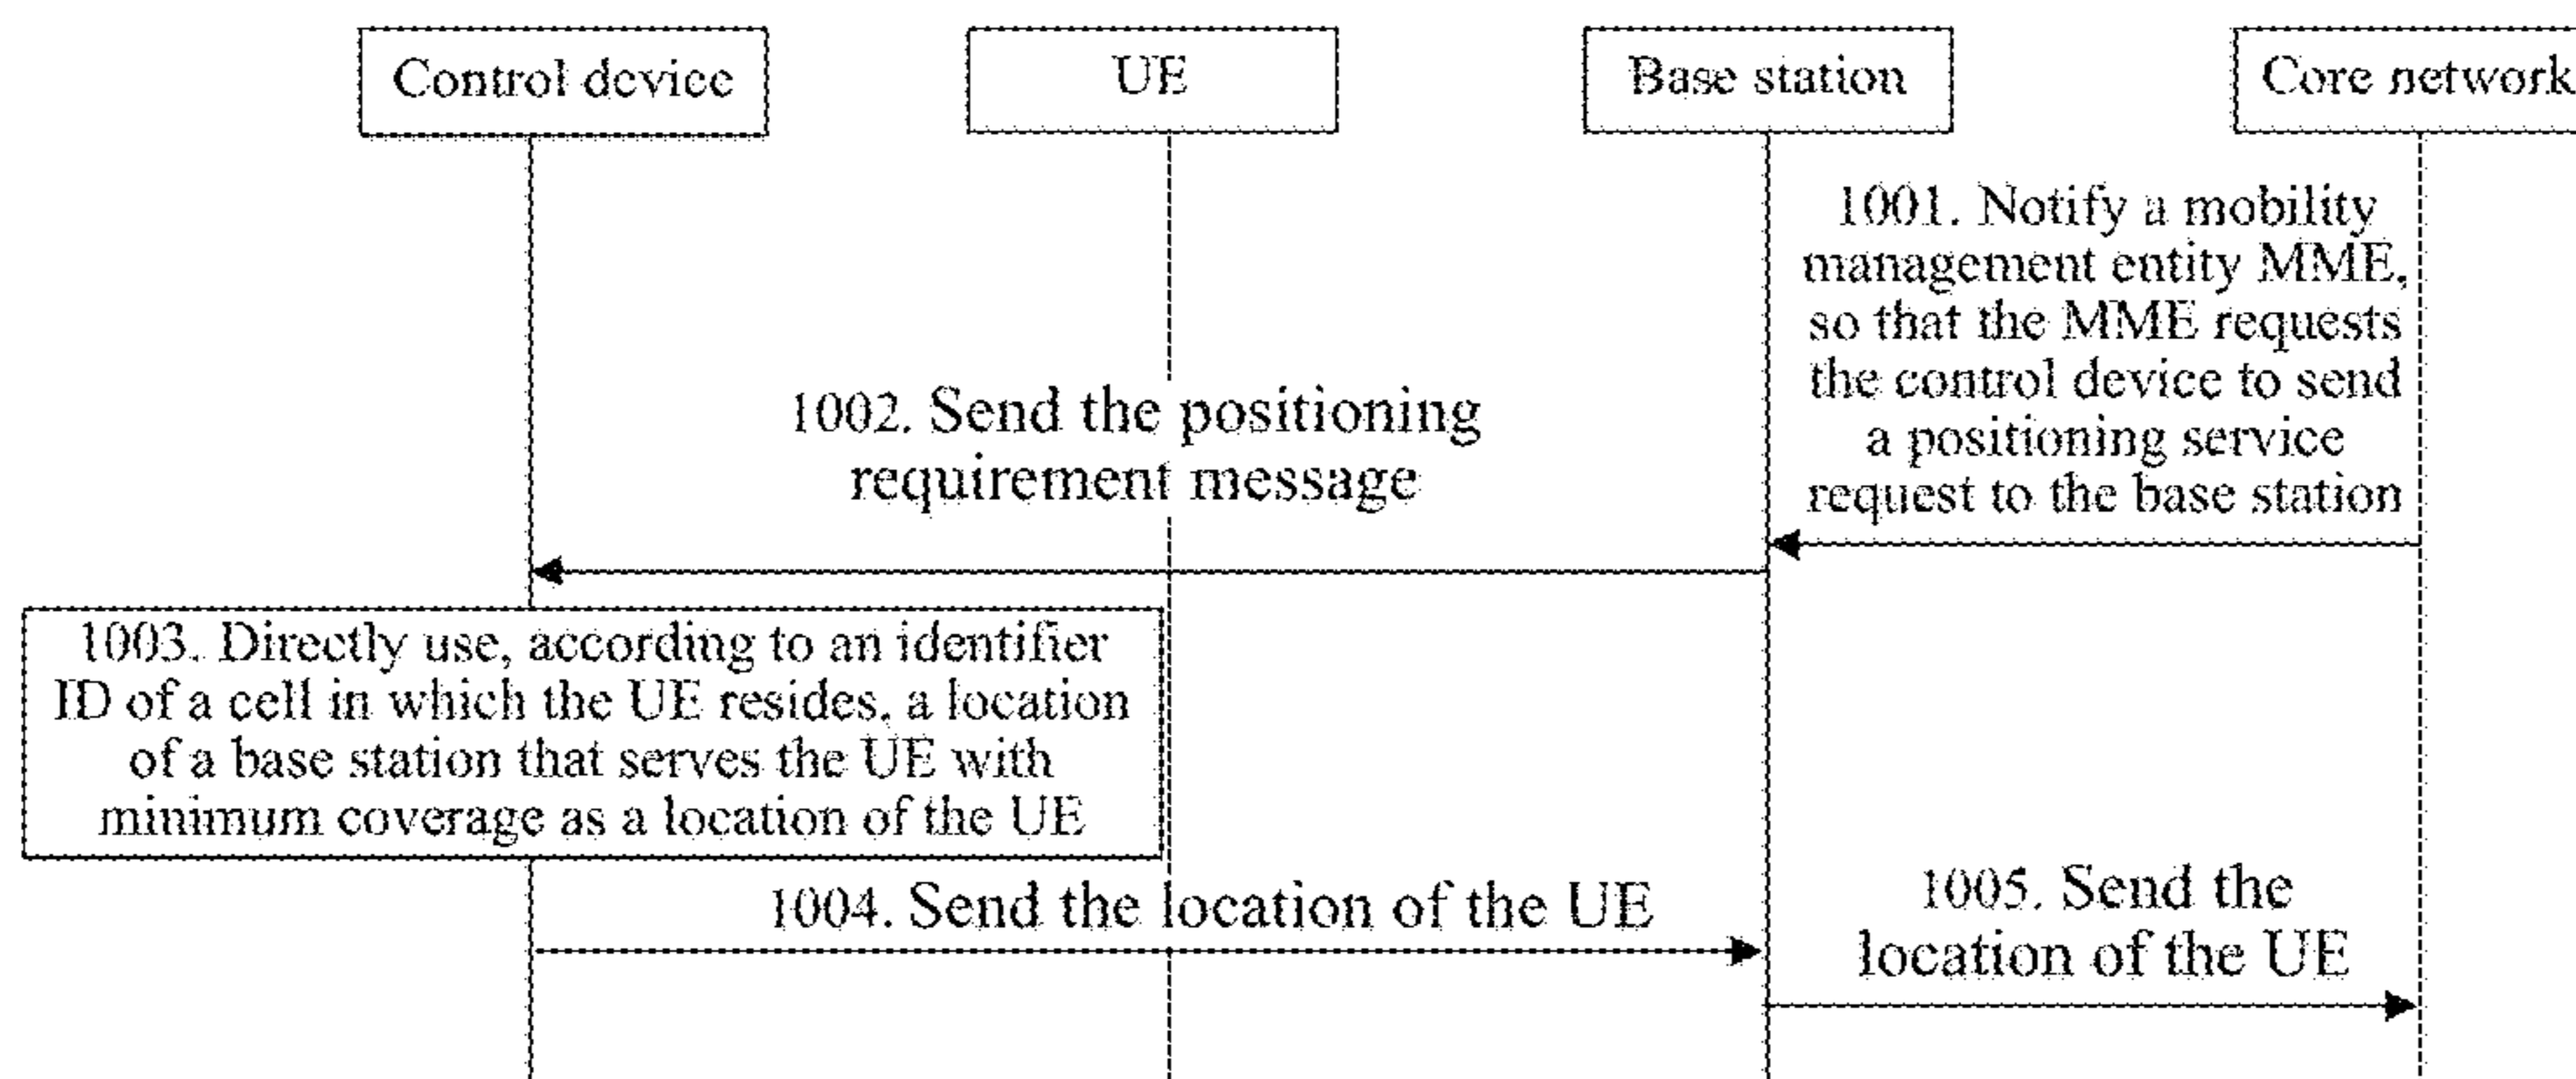 Control device
UE
Base station
Core network
1001. Notify a mobility
management entity MME,
so that the MME requests
the control device to send
a positioning service
request to the base station
1002. Send the positioning
requirement message
1003. Directly use, according to an identifier
ID of a cell in which the UE resides, a location
of a base station that serves the UE with
minimum coverage as a location of the UE
1004. Send the location of the UE
1005. Send the
location of the UE